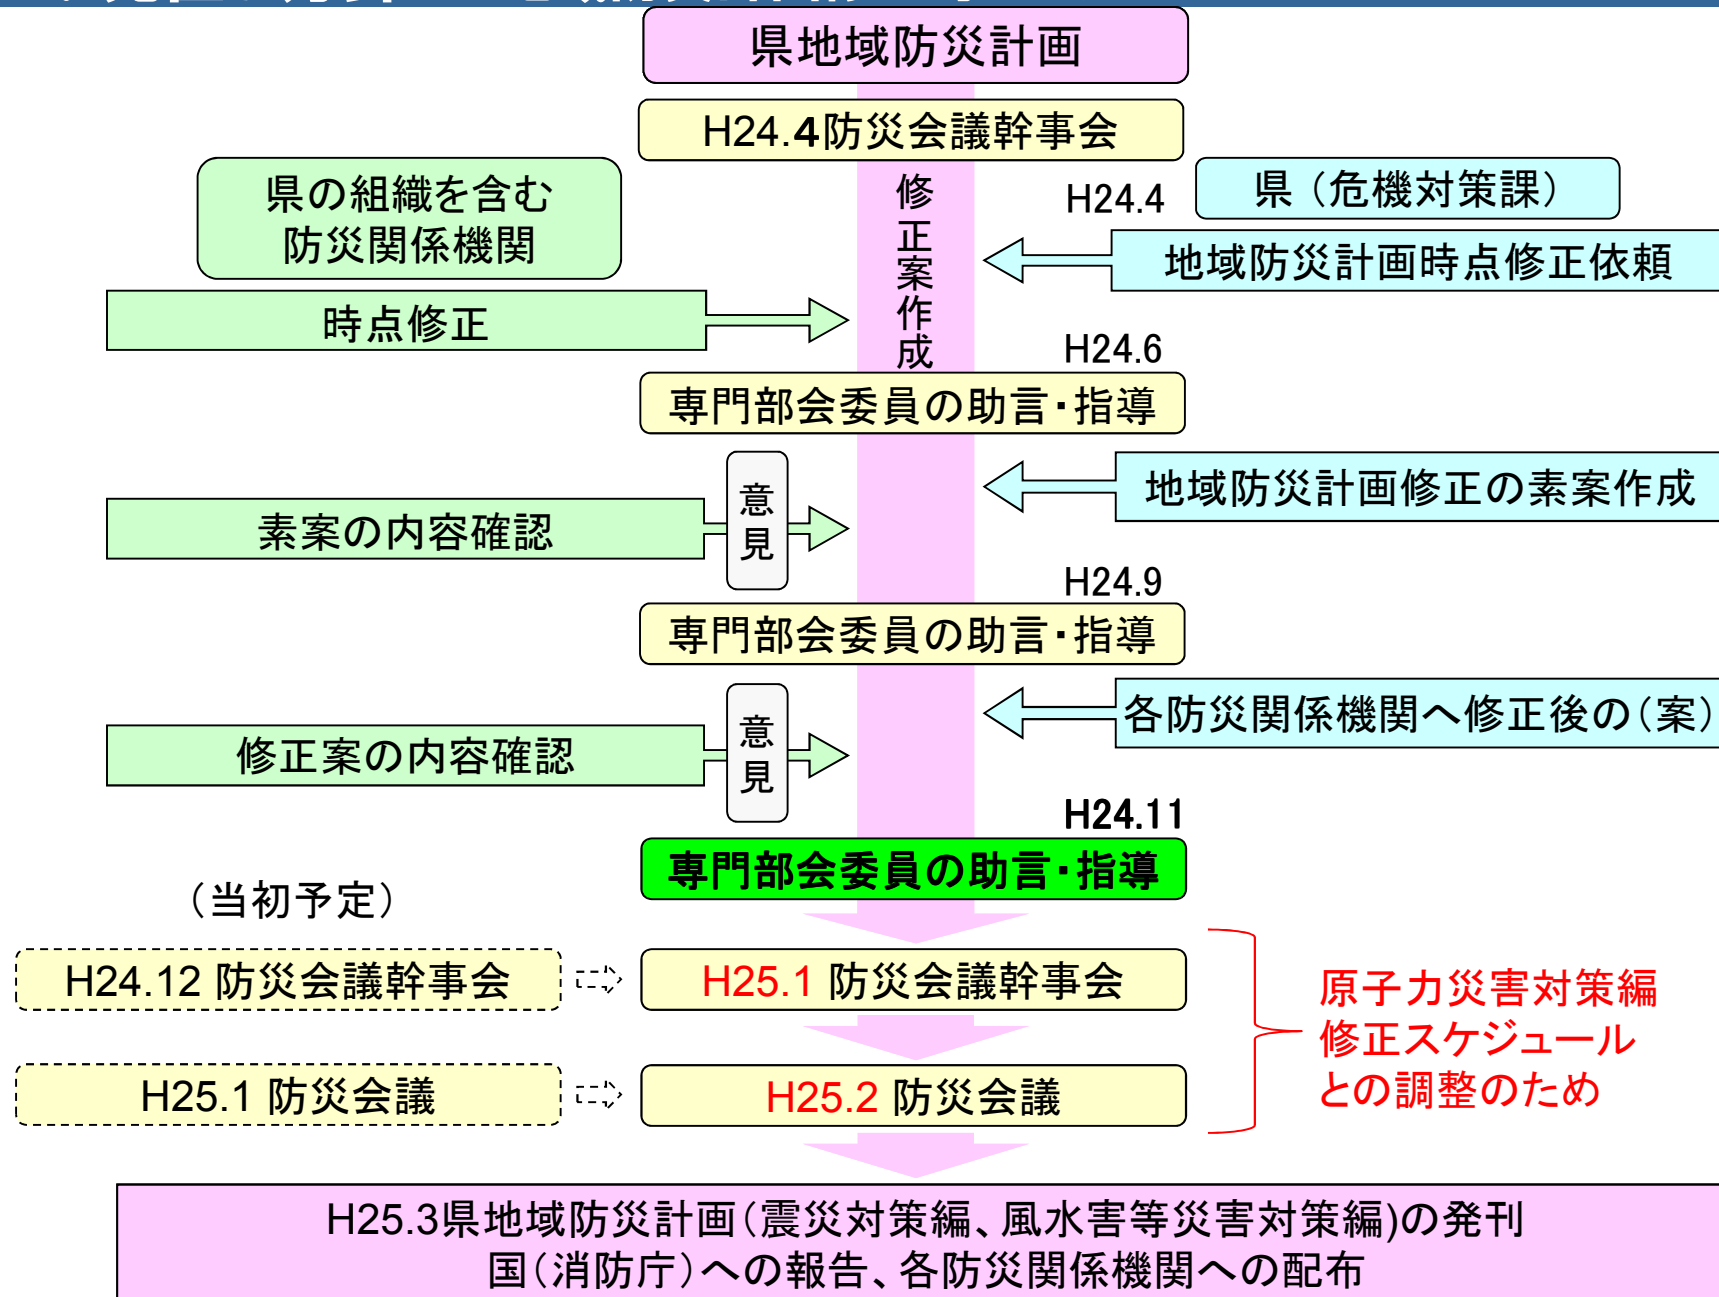 県地域防災計画
H24.4防災会議幹事会
県の組織を含む
防災関係機関
修正案作成
H24.4
県（危機対策課）
地域防災計画時点修正依頼
時点修正
H24.6
専門部会委員の助言・指導
地域防災計画修正の素案作成
意見
素案の内容確認
H24.9
専門部会委員の助言・指導
各防災関係機関へ修正後の（案）
意見
修正案の内容確認
H24.11
専門部会委員の助言・指導
（当初予定）
H24.12 防災会議幹事会
H25.1 防災会議幹事会
原子力災害対策編
修正スケジュール
との調整のため
H25.1 防災会議
H25.2 防災会議
H25.3県地域防災計画（震災対策編、風水害等災害対策編)の発刊
国（消防庁）への報告、各防災関係機関への配布